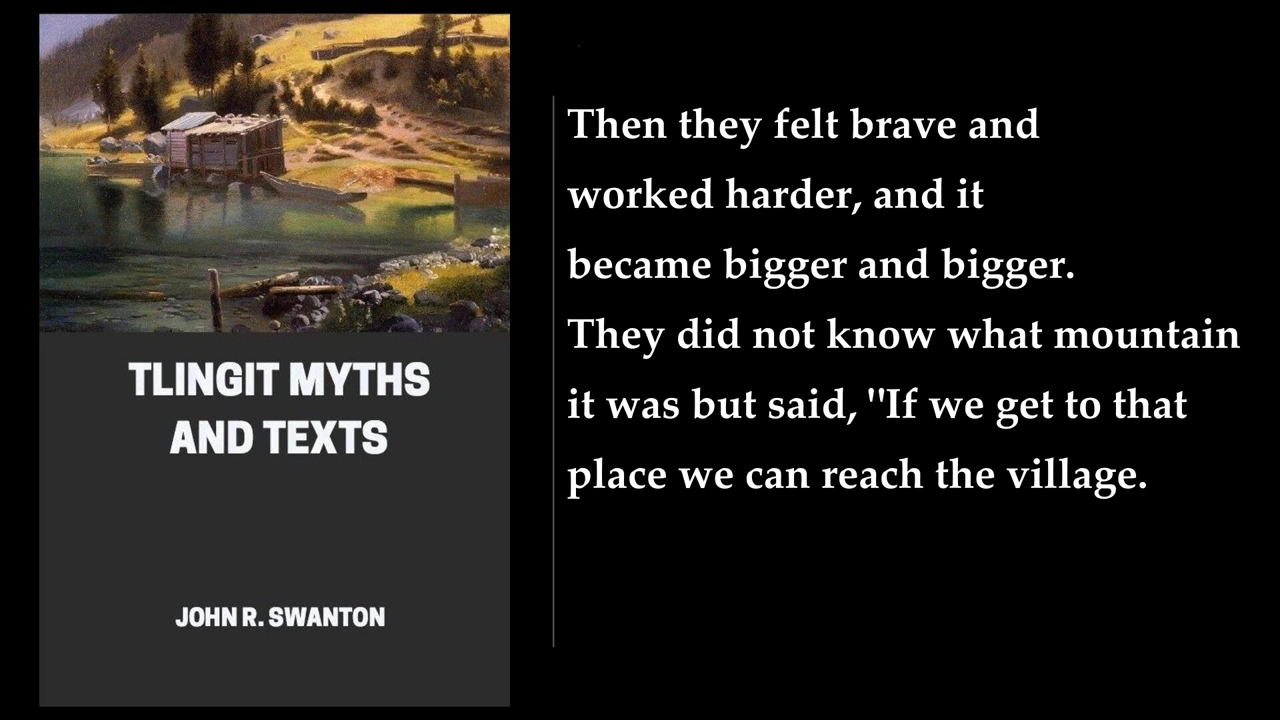 TLINGIT MYTHS
AND TEXTS
JOHN R. SWANTON
Then they felt brave and
worked harder, and it
became bigger and bigger.
They did not know what mountain
it was but said, "If we get to that
place we can reach the village.